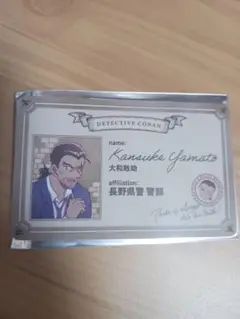 DETECTIVE CONAN
name:
Kansuke Yamato
大和敢助
affiliation:
長野県警 警部